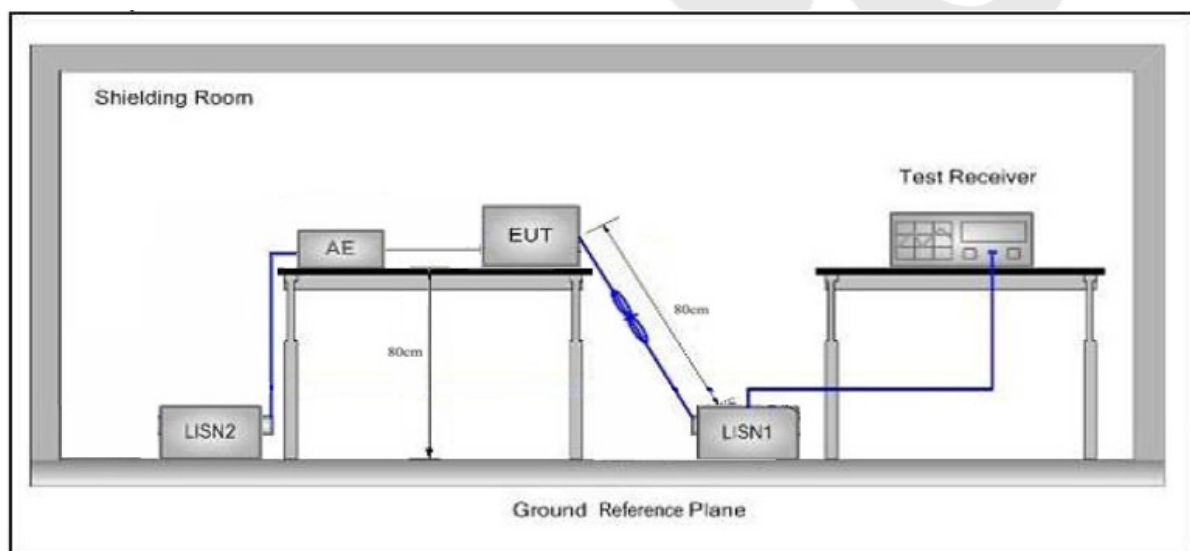 Shielding Room
Test Receiver
AE
EUT
80cm
80cm
LISN2
LISN1
Ground Reference Plane